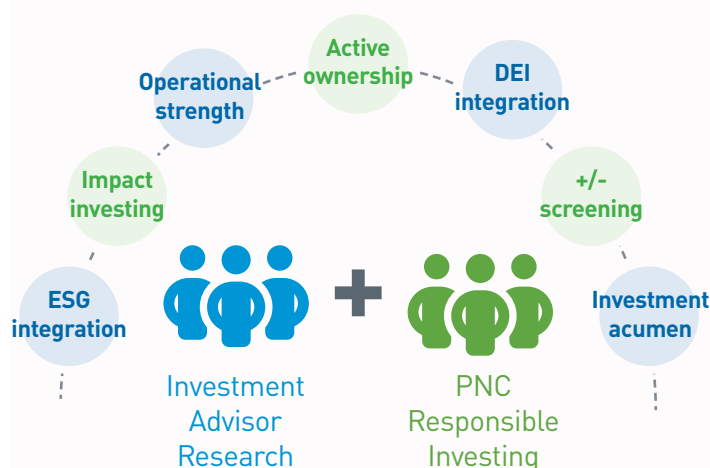 Active
ownership
Operational
strength
DEI
integration
Impact
investing
+/-
screening
ESG
integration
Investment
acumen
Investment
Advisor
Research
PNC
Responsible
Investing